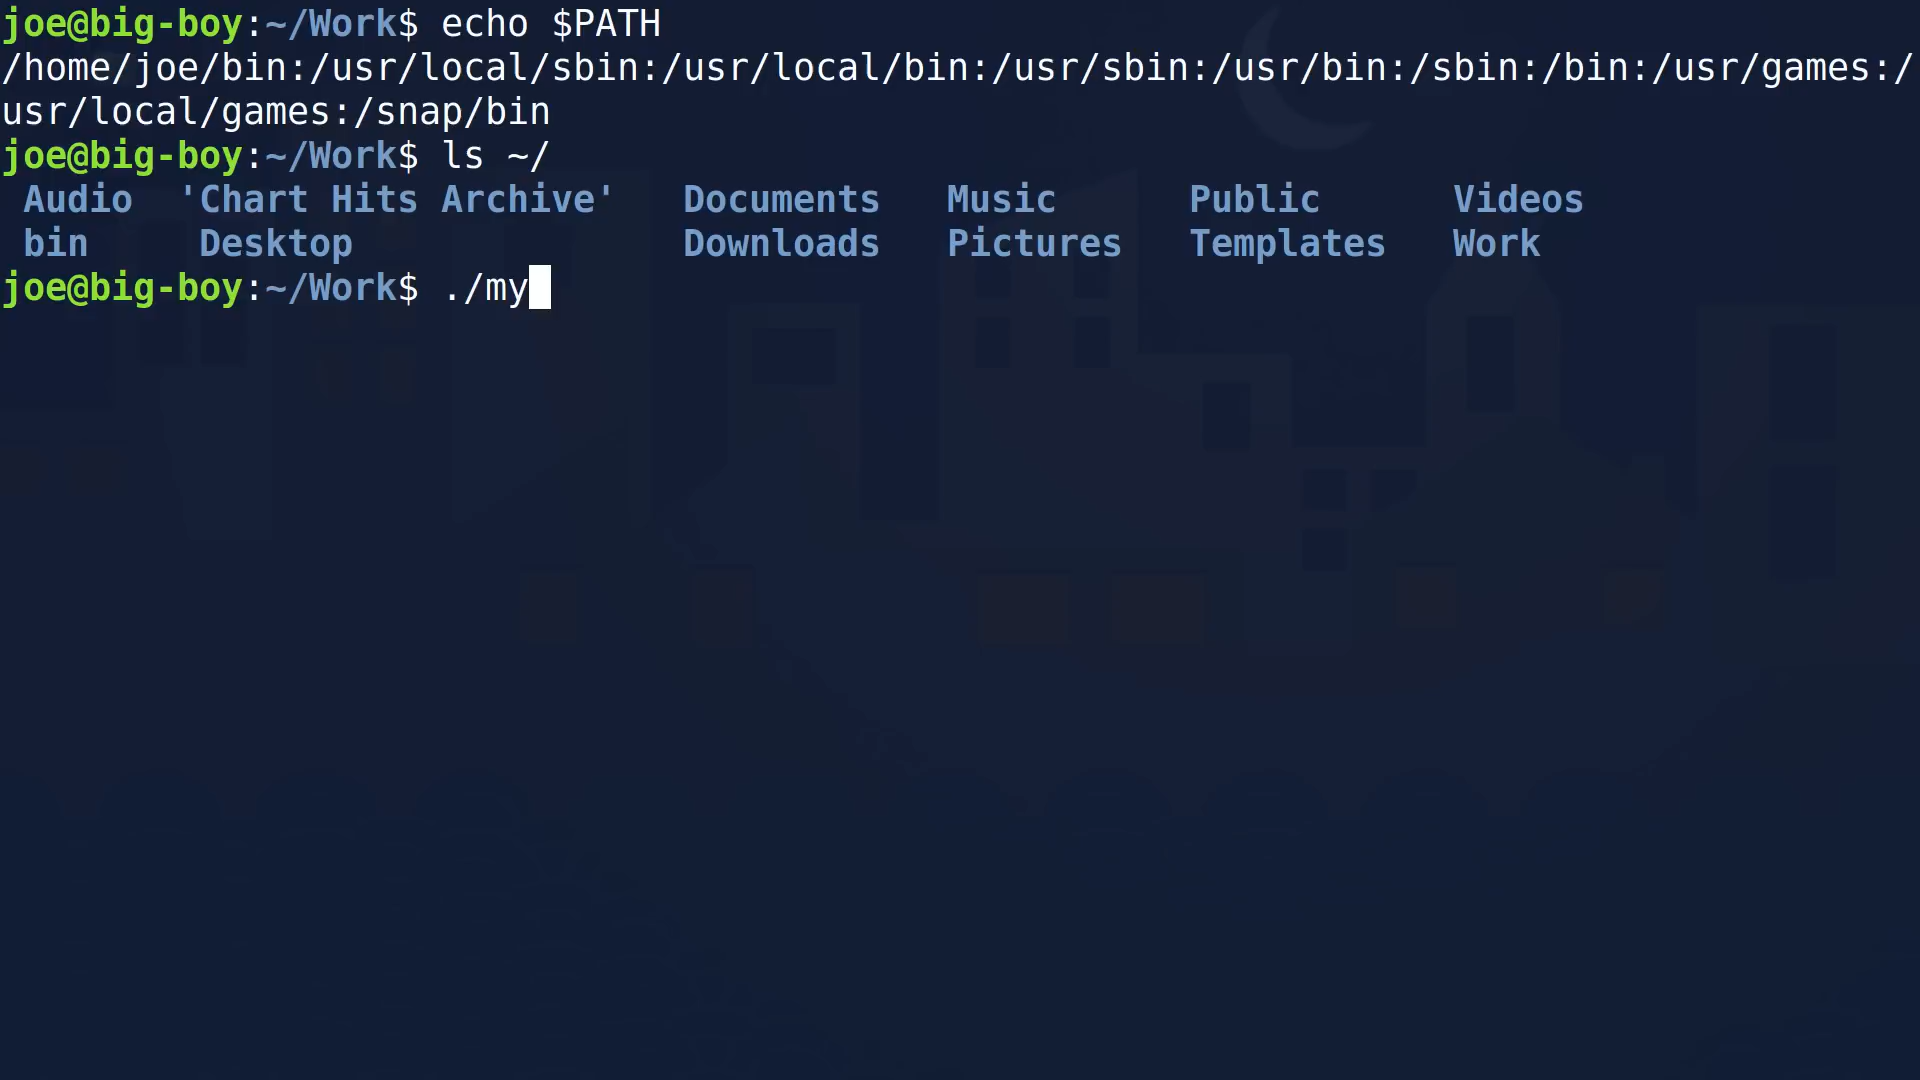 joe@big-boy:~/Work$ echo $PATH
/home/joe/bin:/usr/local/sbin:/usr/local/bin:/usr/sbin:/usr/bin:/sbin:/bin:/usr/games:/
usr/local/games:/snap/bin
joe@big-boy:~/Work$ ls ~/
 Audio  'Chart Hits Archive'   Documents   Music      Public      Videos
 bin     Desktop               Downloads   Pictures   Templates   Work
joe@big-boy:~/Work$ ./my